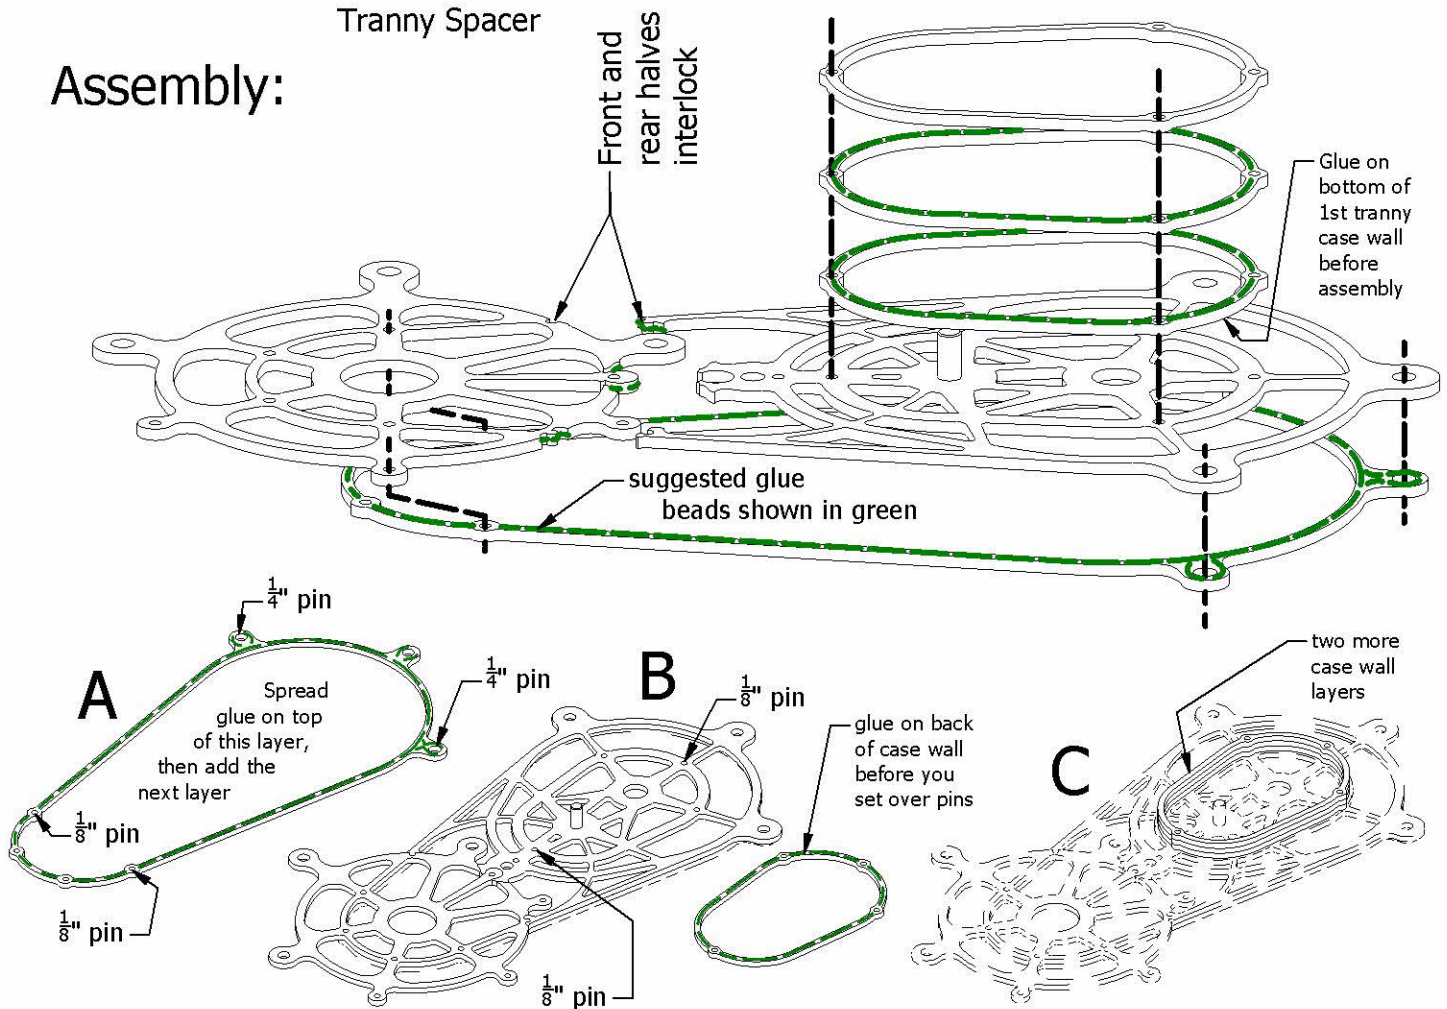 Tranny Spacer
Assembly:
Front and
rear halves
interlock
Glue on
bottom of
1st tranny
case wall
before
assembly
suggested glue
beads shown in green
A
1/4" pin
1/4" pin
Spread
glue on top
of this layer,
then add the
next layer
1/8" pin
1/8" pin
B
1/8" pin
1/8" pin
glue on back
of case wall
before you
set over pins
C
two more
case wall
layers